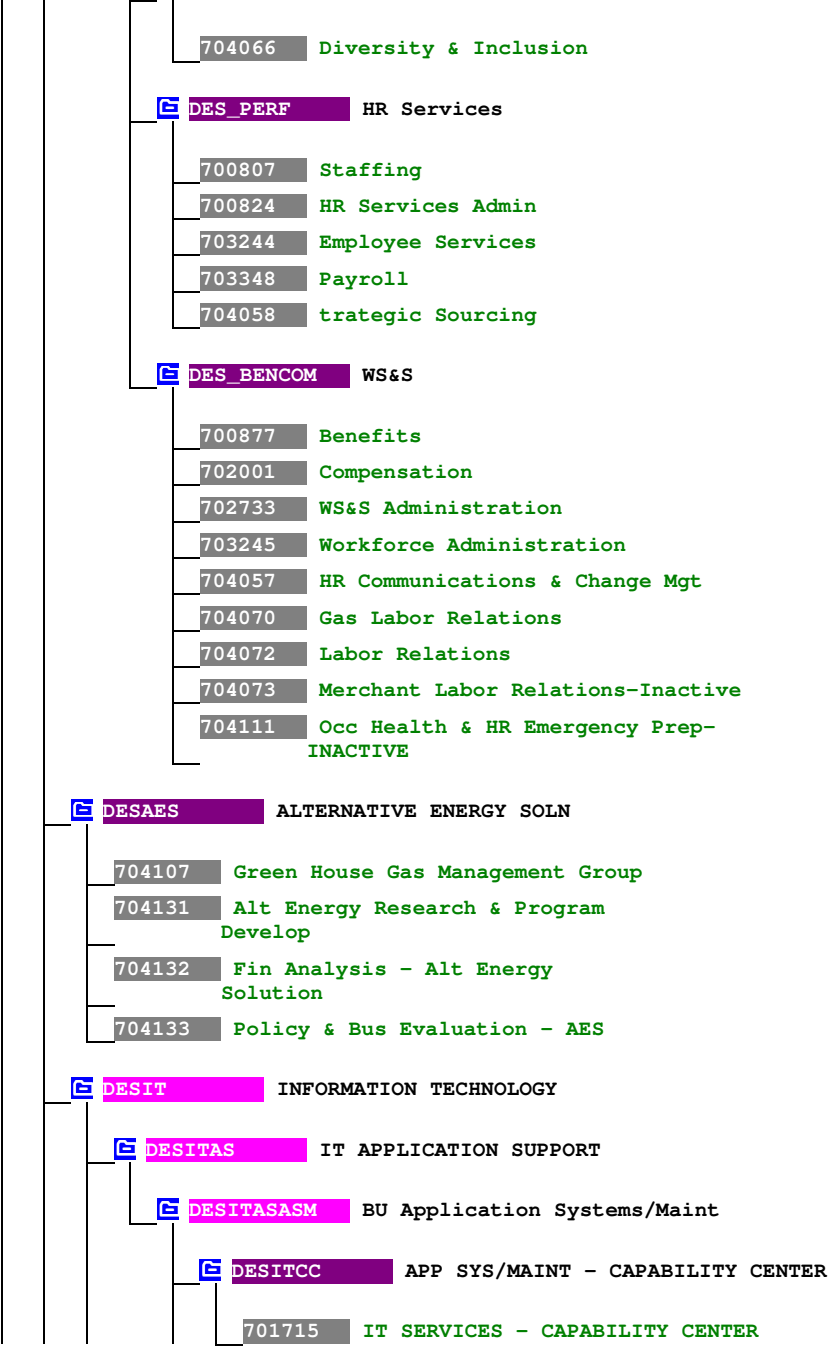 704066 Diversity & Inclusion
DES_PERF HR Services
700807 Staffing
700824 HR Services Admin
703244 Employee Services
703348 Payroll
704058 trategic Sourcing
DES_BENCOM WS&S
700877 Benefits
702001 Compensation
702733 WS&S Administration
703245 Workforce Administration
704057 HR Communications & Change Mgt
704070 Gas Labor Relations
704072 Labor Relations
704073 Merchant Labor Relations-Inactive
704111 Occ Health & HR Emergency Prep-
INACTIVE
DESAES ALTERNATIVE ENERGY SOLN
704107 Green House Gas Management Group
704131 Alt Energy Research & Program
Develop
704132 Fin Analysis - Alt Energy
Solution
704133 Policy & Bus Evaluation - AES
DESIT INFORMATION TECHNOLOGY
DESITAS IT APPLICATION SUPPORT
DESITASASM BU Application Systems/Maint
DESITCC APP SYS/MAINT - CAPABILITY CENTER
701715 IT SERVICES - CAPABILITY CENTER